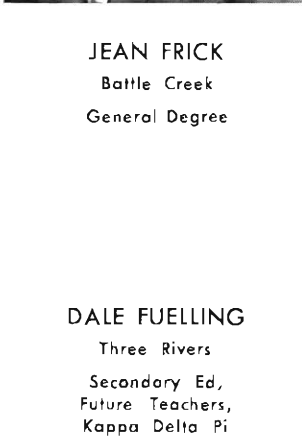 JEAN FRICK
Battle Creek
General Degree
DALE FUELLING
Three Rivers
Secondary Ed,
Future Teachers,
Kappa Delta Pi